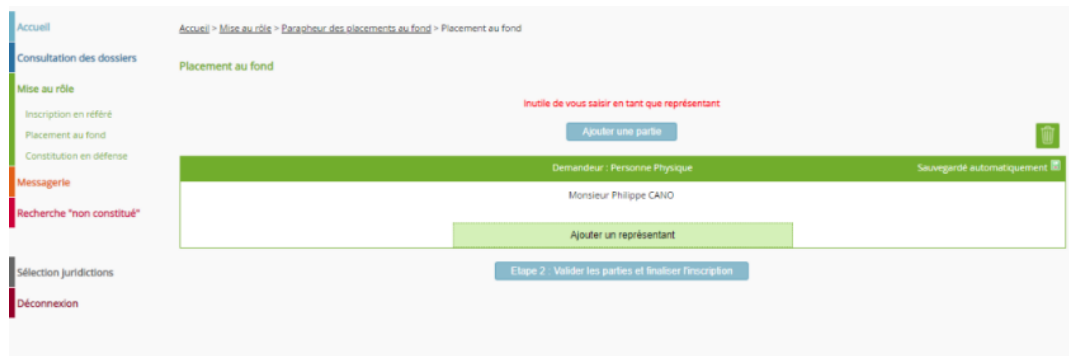 Accueil
Consultation des dossiers
Mise au rôle
Inscription en référé
Placement au fond
Constitution en défense
Messagerie
Recherche "non constitué"
Sélection juridictions
Déconnexion
Accueil > Mise au rôle > Parapheur des placements au fond > Placement au fond
Placement au fond
Inutile de vous saisir en tant que représentant
Ajouter une partie
Demandeur : Personne Physique
Sauvegardé automatiquement
Monsieur Philippe CANO
Ajouter un représentant
Etape 2 : Valider les parties et finaliser l'inscription